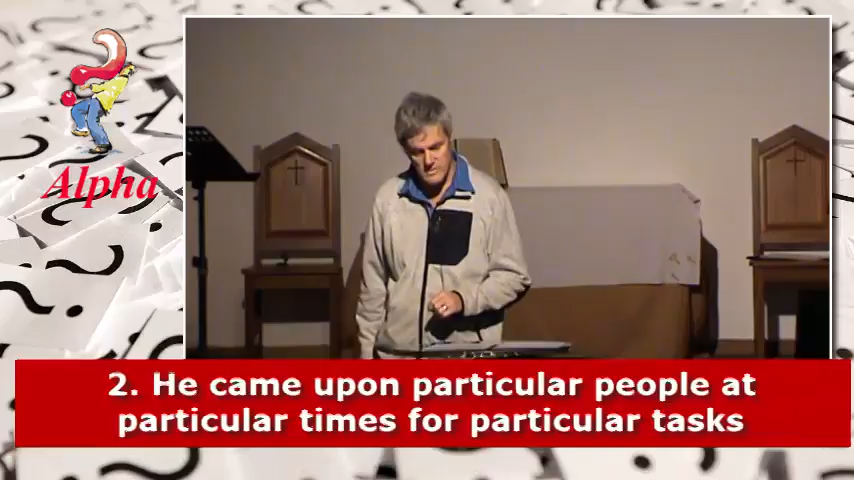 Alpha
2. He came upon particular people at
particular times for particular tasks